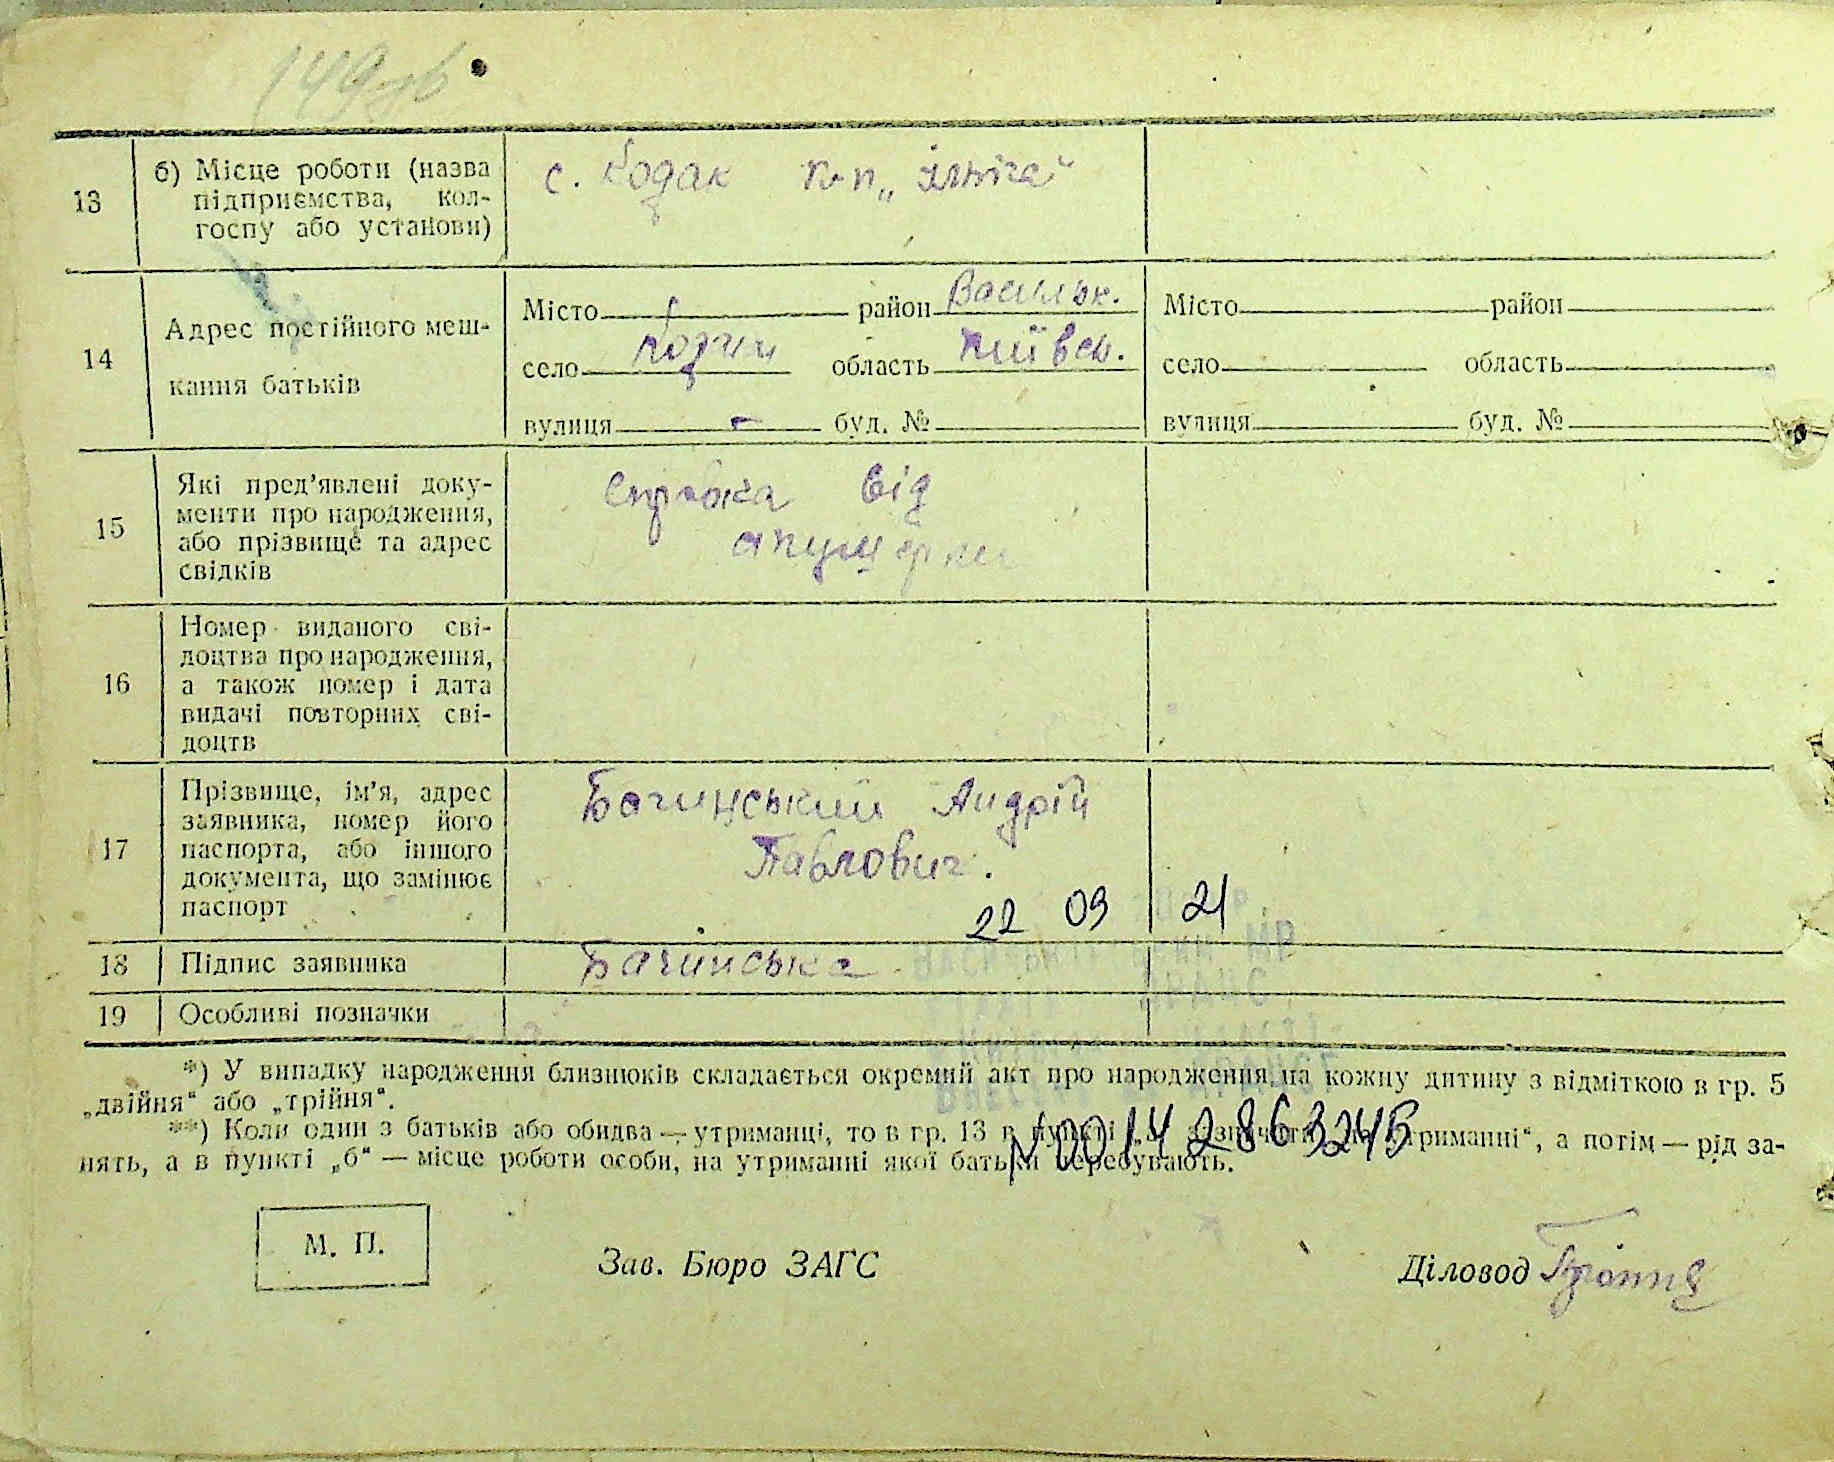 149зв
13 б) Місце роботи (назва підприємства, кол-госпу або установи) с. Кодак к-п „Ілліча"
14 Адрес постійного меш-кання батьків
Місто район Васильк. Місто район
село область Київськ. село область
вулиця - буд. № вулиця буд. №
15 Які пред'явлені доку-
менти про народження,
або прізвище та адрес
свідків
Справка від
акушерки
16 Номер виданого сві-
доцтва про народження,
а також номер і дата
видачі повторних сві-
доцтв
17 Прізвище, ім'я, адрес
заявника, номер його
паспорта, або іншого
документа, що замінює
паспорт
Бачинський Андрій
Павлович.
22 09 21
18 Підпис заявника Бачинська
19 Особливі позначки
*) У випадку народження близнюків складається окремий акт про народження на кожну дитину з відміткою в гр. 5
„двійня" або „трійня".
**) Коли один з батьків або обидва — утриманці, то в гр. 13 в пункті утриманні", а потім — рід за-
нять, а в пункті „б" — місце роботи особи, на утриманні якої батьки перебувають.
N00142863245
М. П.
Зав. Бюро ЗАГС
Діловод